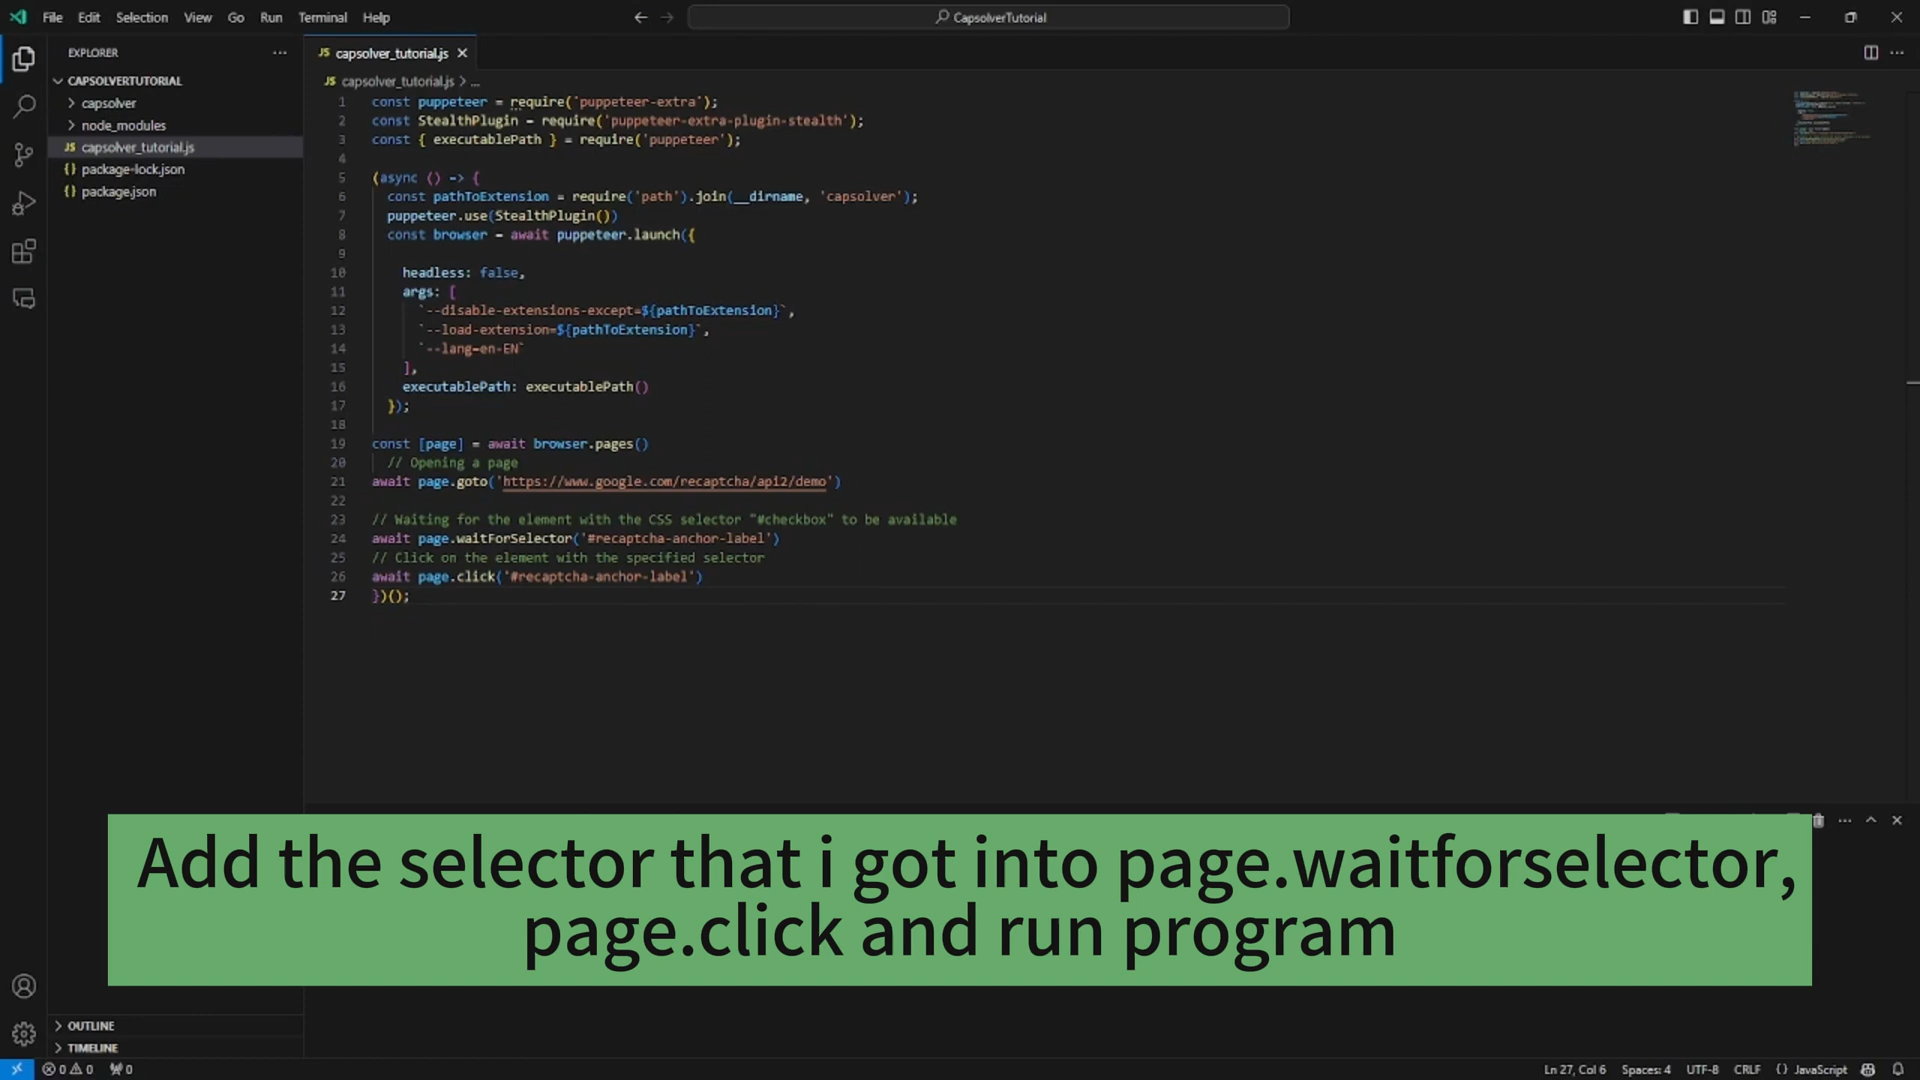 File Edit Selection View Go Run Terminal Help
CapsolverTutorial
EXPLORER
CAPSOLVERTUTORIAL
capsolver
node_modules
JS capsolver_tutorial.js
{} package-lock.json
{} package.json
OUTLINE
TIMELINE
JS capsolver_tutorial.js
JS capsolver_tutorial.js > ...
1 const puppeteer = require('puppeteer-extra');
2 const StealthPlugin = require('puppeteer-extra-plugin-stealth');
3 const { executablePath } = require('puppeteer');
4
5 (async () => {
6 const pathToExtension = require('path').join(__dirname, 'capsolver');
7 puppeteer.use(StealthPlugin())
8 const browser = await puppeteer.launch({
9
10 headless: false,
11 args: [
12 `--disable-extensions-except=${pathToExtension}`,
13 `--load-extension=${pathToExtension}`,
14 `--lang=en-EN`
15 ],
16 executablePath: executablePath()
17 });
18
19 const [page] = await browser.pages()
20 // Opening a page
21 await page.goto('https://www.google.com/recaptcha/api2/demo')
22
23 // Waiting for the element with the CSS selector "#checkbox" to be available
24 await page.waitForSelector('#recaptcha-anchor-label')
25 // Click on the element with the specified selector
26 await page.click('#recaptcha-anchor-label')
27 })();
Add the selector that i got into page.waitforselector,
page.click and run program
0 0 0 Ln 27, Col 6 Spaces: 4 UTF-8 CRLF {} JavaScript